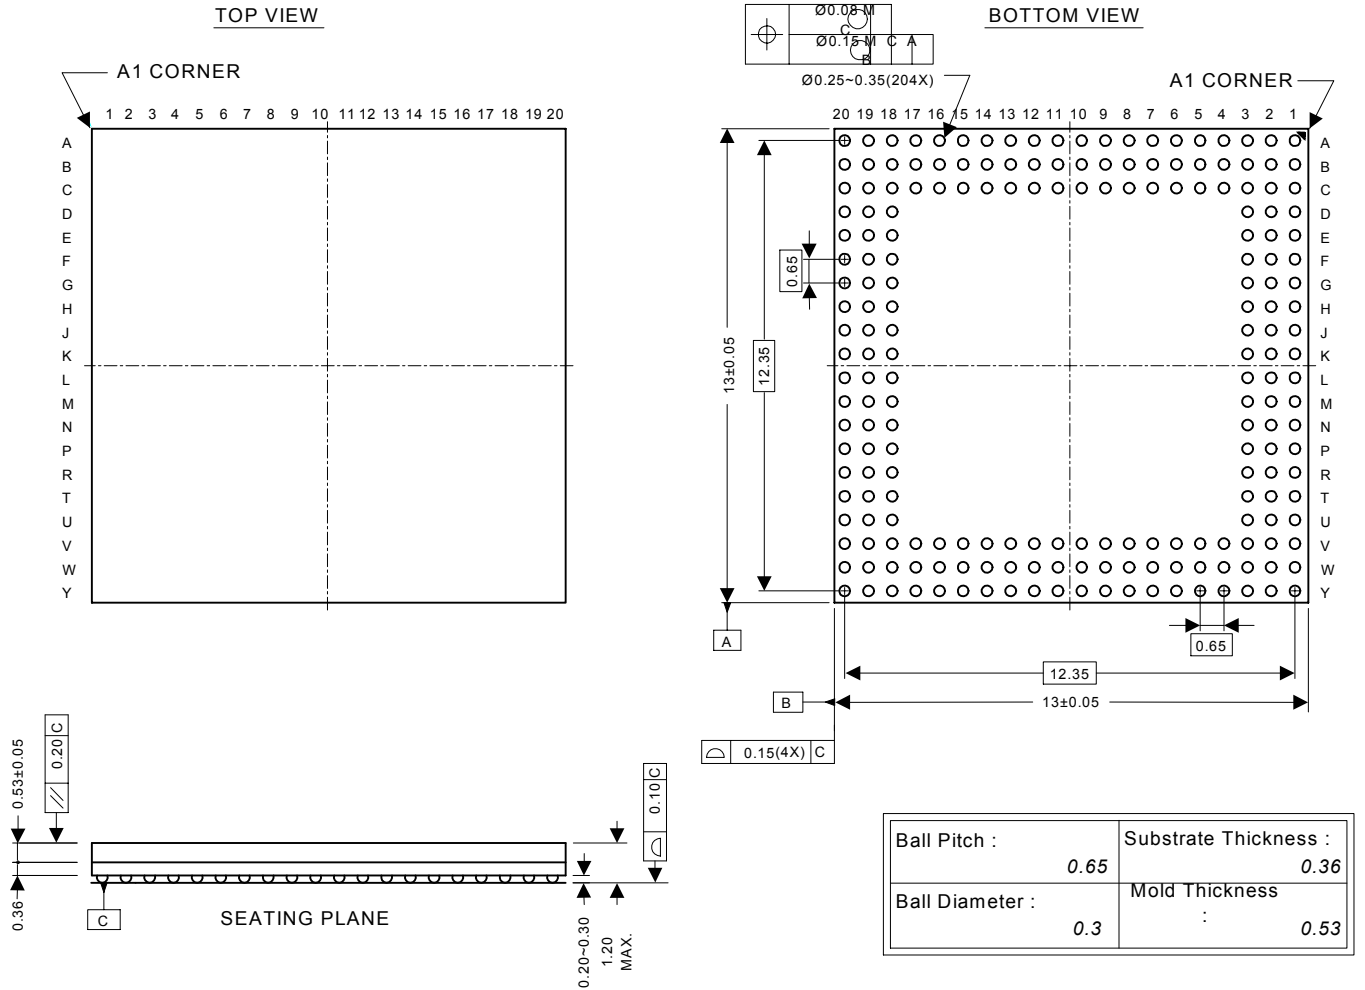 TOP VIEW
Ø0.08 M
C
Ø0.15 M C A
B
BOTTOM VIEW
Ø0.25~0.35(204X)
A1 CORNER
A1 CORNER
1 2 3 4 5 6 7 8 9 10 11 12 13 14 15 16 17 18 19 20
20 19 18 17 16 15 14 13 12 11 10 9 8 7 6 5 4 3 2 1
A
B
C
D
E
F
G
H
J
K
L
M
N
P
R
T
U
V
W
Y
0.65
13±0.05
12.35
A
B
C
D
E
F
G
H
J
K
L
M
N
P
R
T
U
V
W
Y
A
0.65
12.35
B
13±0.05
0.15(4X) C
0.53±0.05
0.20 C
0.10 C
0.36
C
SEATING PLANE
0.20~0.30
1.20
MAX.
Ball Pitch :
0.65
Substrate Thickness :
0.36
Ball Diameter :
0.3
Mold Thickness
:
0.53